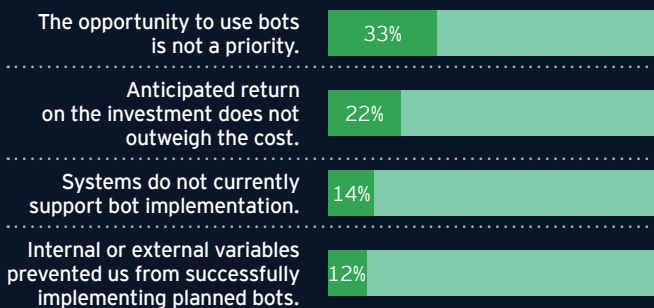 The opportunity to use bots
is not a priority.
33%
Anticipated return
on the investment does not
outweigh the cost.
22%
Systems do not currently
support bot implementation.
14%
Internal or external variables
prevented us from successfully
implementing planned bots.
12%